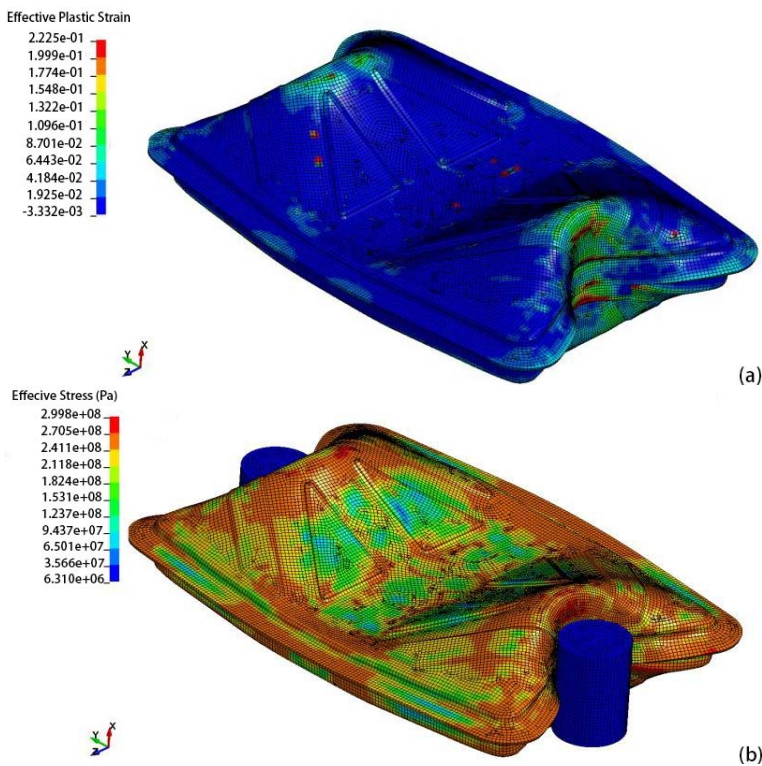 Effective Plastic Strain
2.225e-01
1.999e-01
1.774e-01
1.548e-01
1.322e-01
1.096e-01
8.701e-02
6.443e-02
4.184e-02
1.925e-02
-3.332e-03
X
Y
Z
(a)
Effecive Stress (Pa)
2.998e+08
2.705e+08
2.411e+08
2.118e+08
1.824e+08
1.531e+08
1.237e+08
9.437e+07
6.501e+07
3.566e+07
6.310e+06
X
Y
Z
(b)